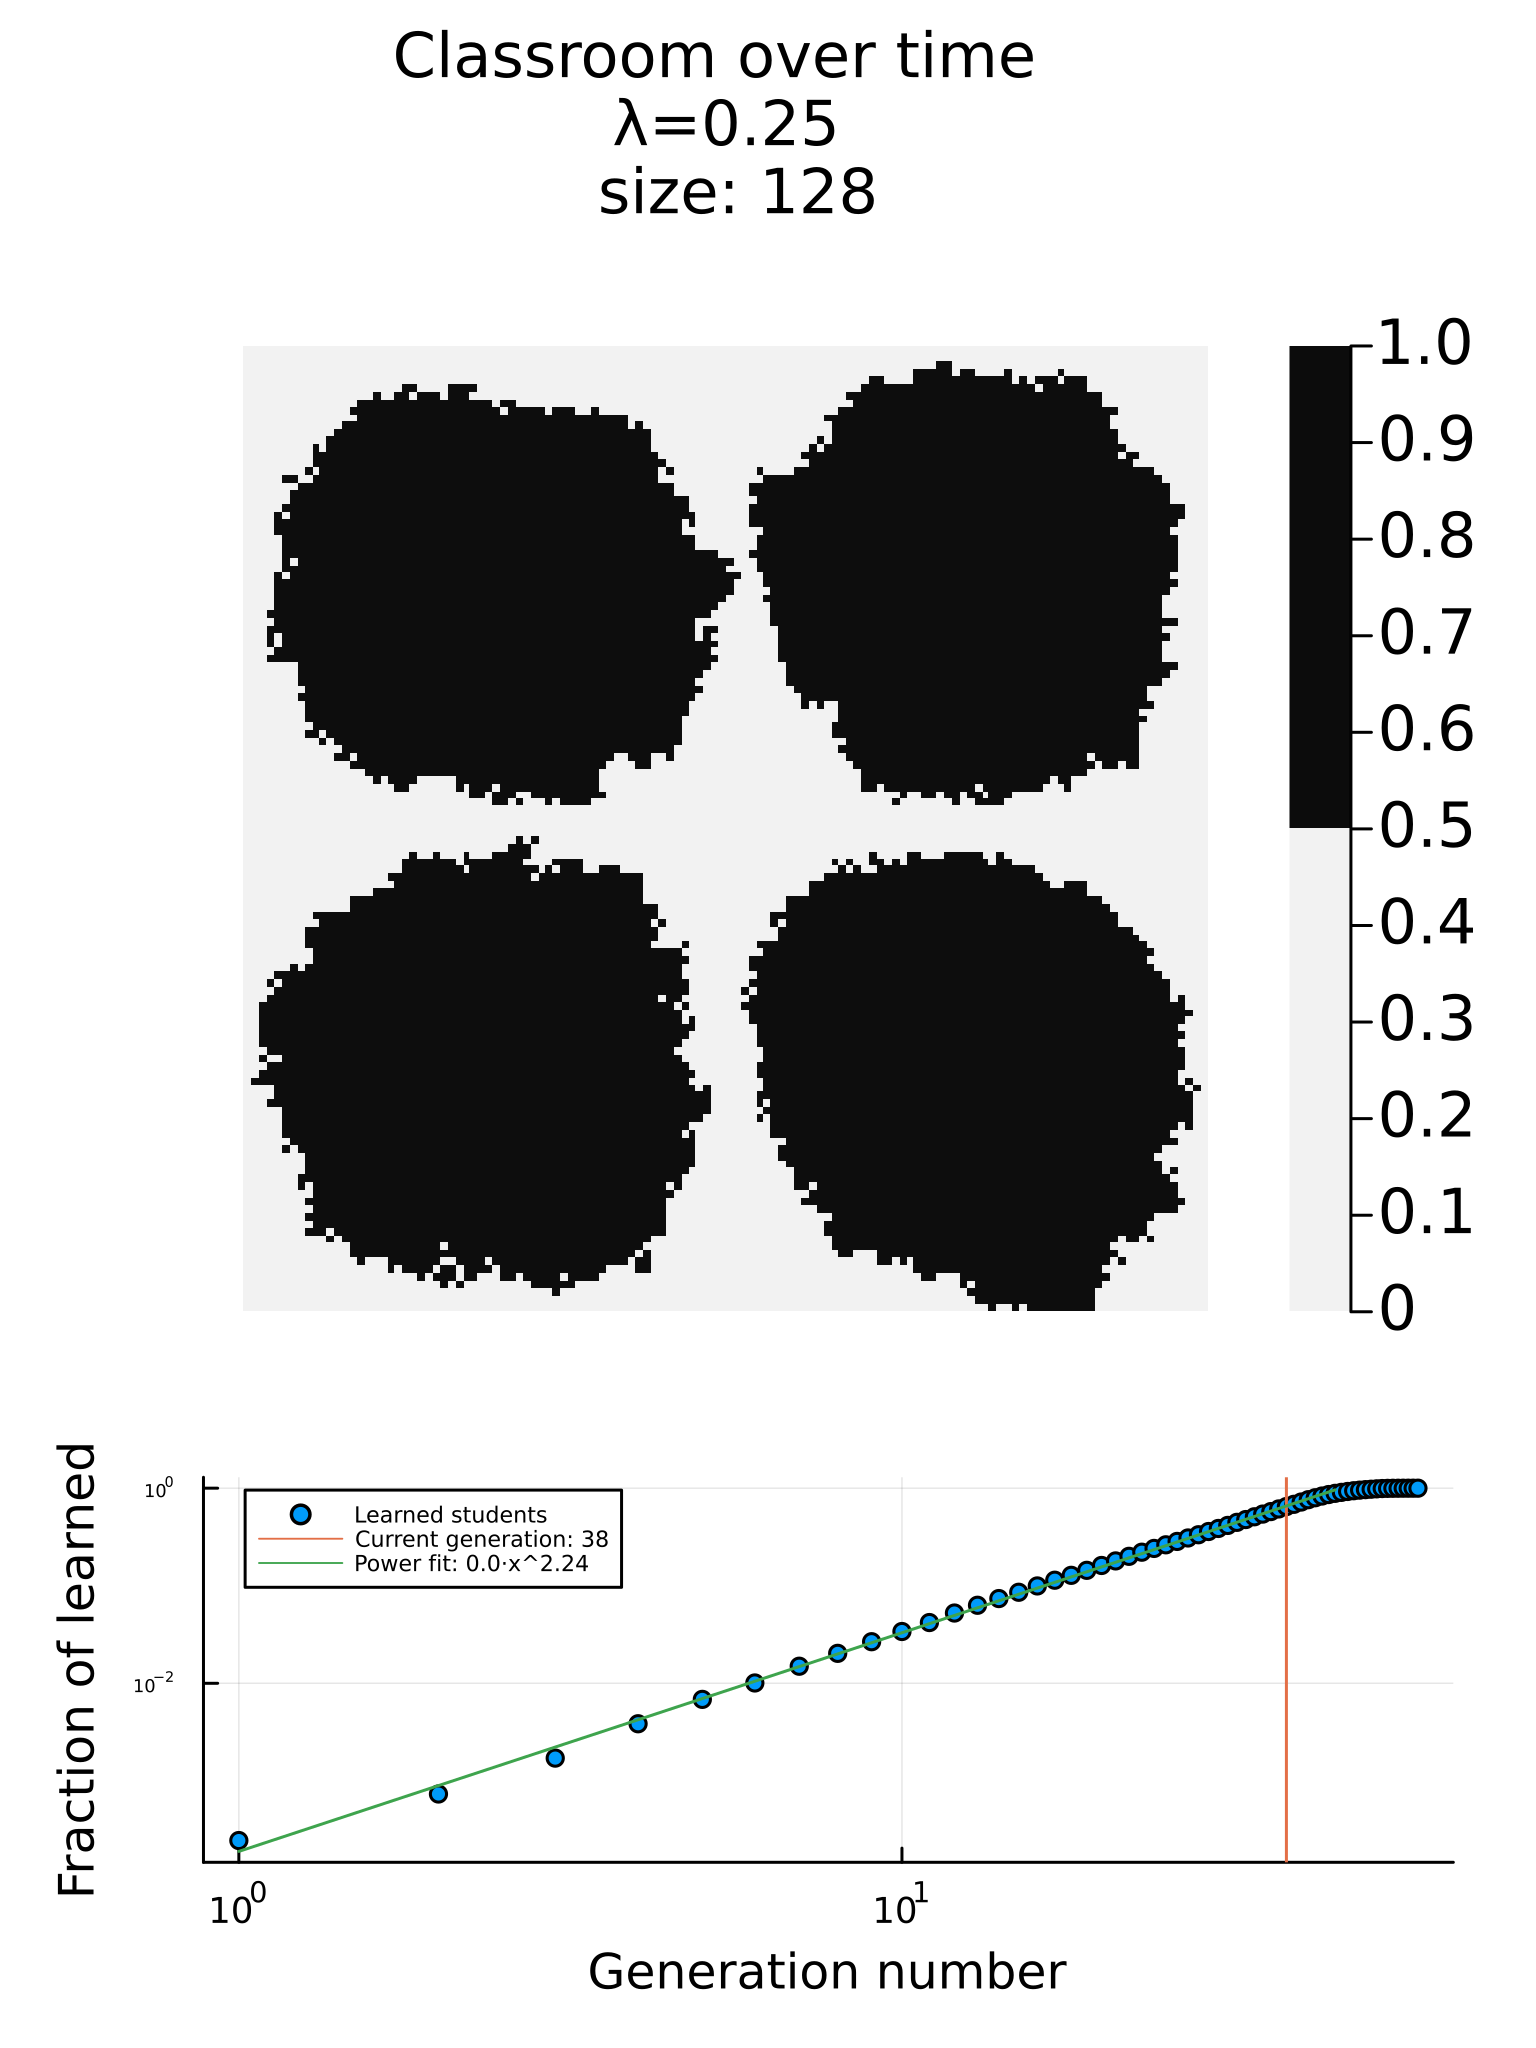 Classroom over time
λ=0.25
size: 128
1.0
0.9
0.8
0.7
0.6
0.5
0.4
0.3
0.2
0.1
0
Fraction of learned
10⁰
10⁻²
Learned students
Current generation: 38
Power fit: 0.0·x^2.24
10⁰ 10¹
Generation number